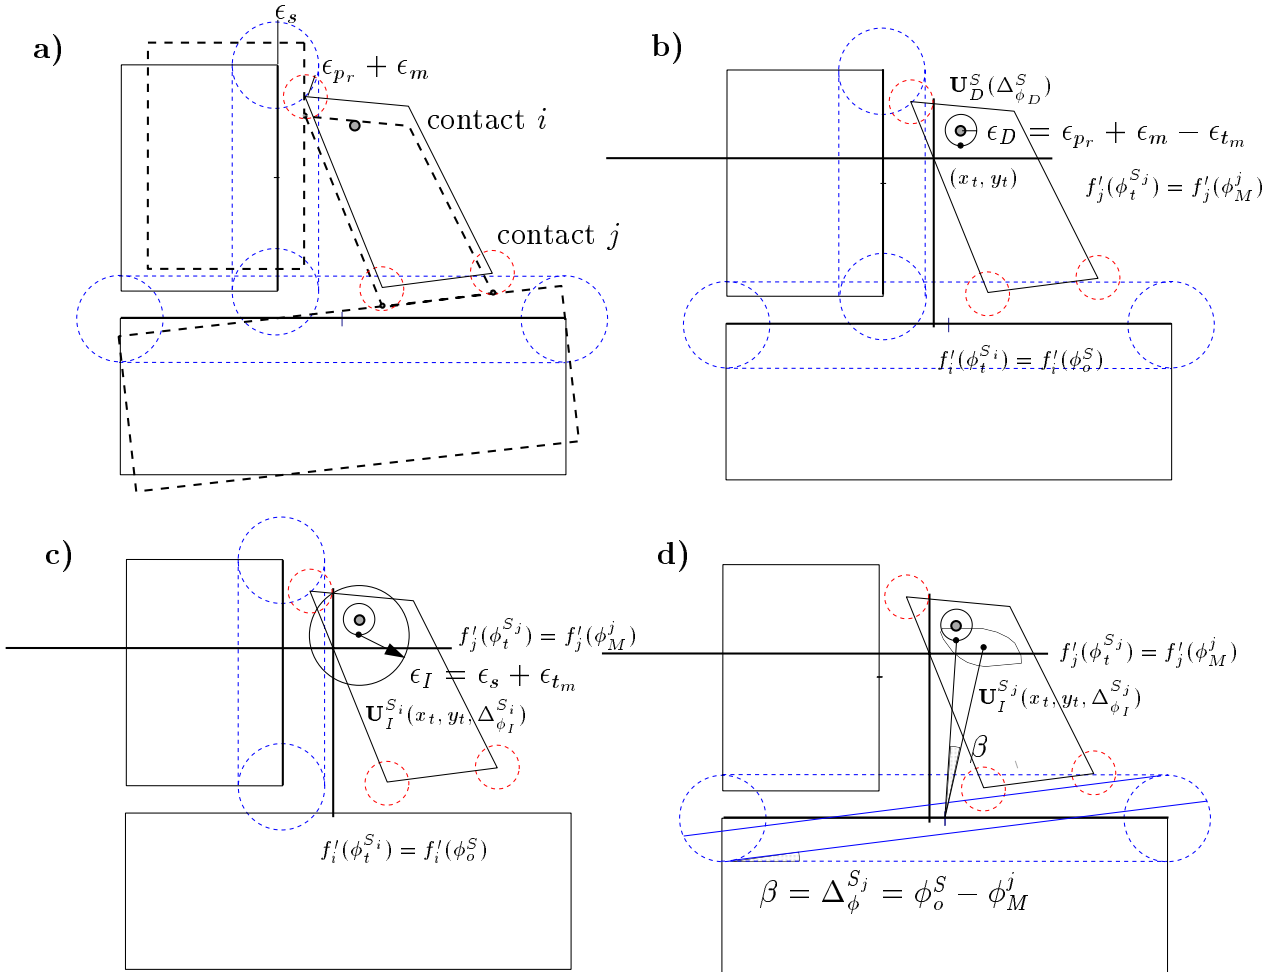 a)
ϵ_s
ϵ_{p_r} + ϵ_m
contact i
contact j
b)
U_D^S(Δ_{ϕ_D}^S)
ϵ_D = ϵ_{p_r} + ϵ_m − ϵ_{t_m}
(x_t, y_t)
f′_j(ϕ_t^{S_j}) = f′_j(ϕ_M^j)
f′_i(ϕ_t^{S_i}) = f′_i(ϕ_o^S)
c)
f′_j(ϕ_t^{S_j}) = f′_j(ϕ_M^j)
ϵ_I = ϵ_s + ϵ_{t_m}
U_I^{S_i}(x_t, y_t, Δ_{ϕ_I}^{S_i})
f′_i(ϕ_t^{S_i}) = f′_i(ϕ_o^S)
d)
f′_j(ϕ_t^{S_j}) = f′_j(ϕ_M^j)
U_I^{S_j}(x_t, y_t, Δ_{ϕ_I}^{S_j})
β
β = Δ_ϕ^{S_j} = ϕ_o^S − ϕ_M^j